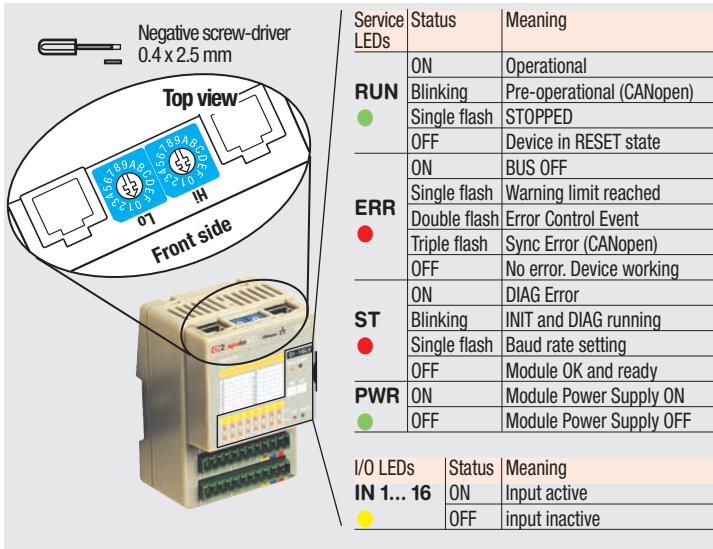 Negative screw-driver
0.4 x 2.5 mm
Top view
0123456789ABCDEF
Lo
0123456789ABCDEF
Hi
Front side
Service LEDs Status Meaning
RUN
ON Operational
Blinking Pre-operational (CANopen)
Single flash STOPPED
OFF Device in RESET state
ERR
ON BUS OFF
Single flash Warning limit reached
Double flash Error Control Event
Triple flash Sync Error (CANopen)
OFF No error. Device working
ST
ON DIAG Error
Blinking INIT and DIAG running
Single flash Baud rate setting
OFF Module OK and ready
PWR
ON Module Power Supply ON
OFF Module Power Supply OFF
I/O LEDs Status Meaning
IN 1... 16
ON Input active
OFF input inactive